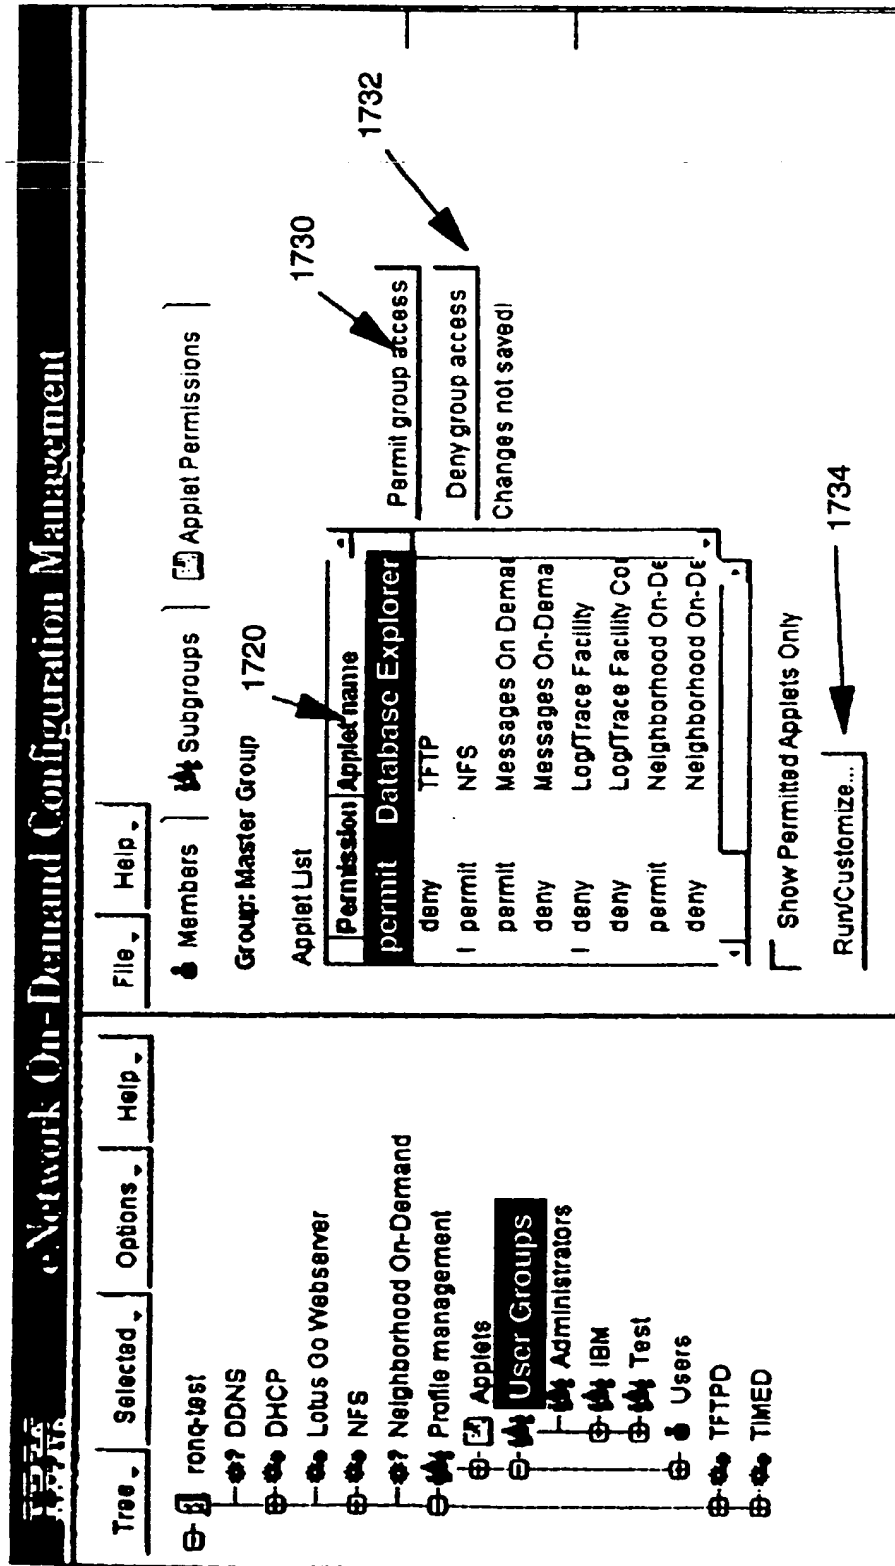 eNetwork On-Demand Configuration Management
Tree
Selected
Options
Help
ronq-test
? DDNS
DHCP
Lotus Go Webserver
NFS
? Neighborhood On-Demand
Profile management
Applets
User Groups
Administrators
IBM
Test
Users
TFTPD
TIMED
File
Help
Members
Subgroups
Applet Permissions
Group: Master Group
1720
Applet List
Permission Applet name
permit Database Explorer
deny TFTP
permit NFS
permit Messages On Deman
deny Messages On-Dema
deny Log/Trace Facility
deny Log/Trace Facility Co
permit Neighborhood On-De
deny Neighborhood On-De
Permit group access
1730
Deny group access
1732
Changes not saved!
Show Permitted Applets Only
Run/Customize...
1734